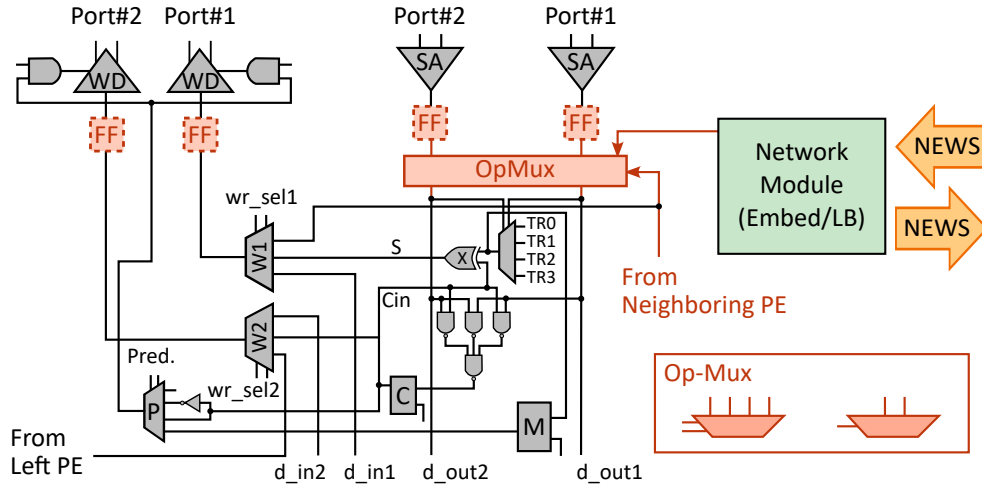 Port#2 Port#1 Port#2 Port#1
WD WD SA SA
FF FF FF FF
OpMux
Network
Module
(Embed/LB)
NEWS
NEWS
wr_sel1
W1
S
X
TR0
TR1
TR2
TR3
From
Neighboring PE
Cin
W2
Pred.
wr_sel2
P
C
M
Op-Mux
From
Left PE
d_in2 d_in1 d_out2 d_out1